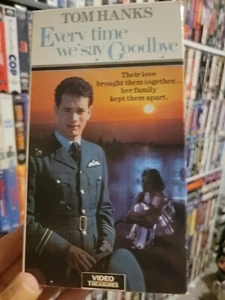 TOM HANKS
Every time
we say Goodbye
Their love
brought them together...
her family
kept them apart.
VIDEO
TREASURES
COP